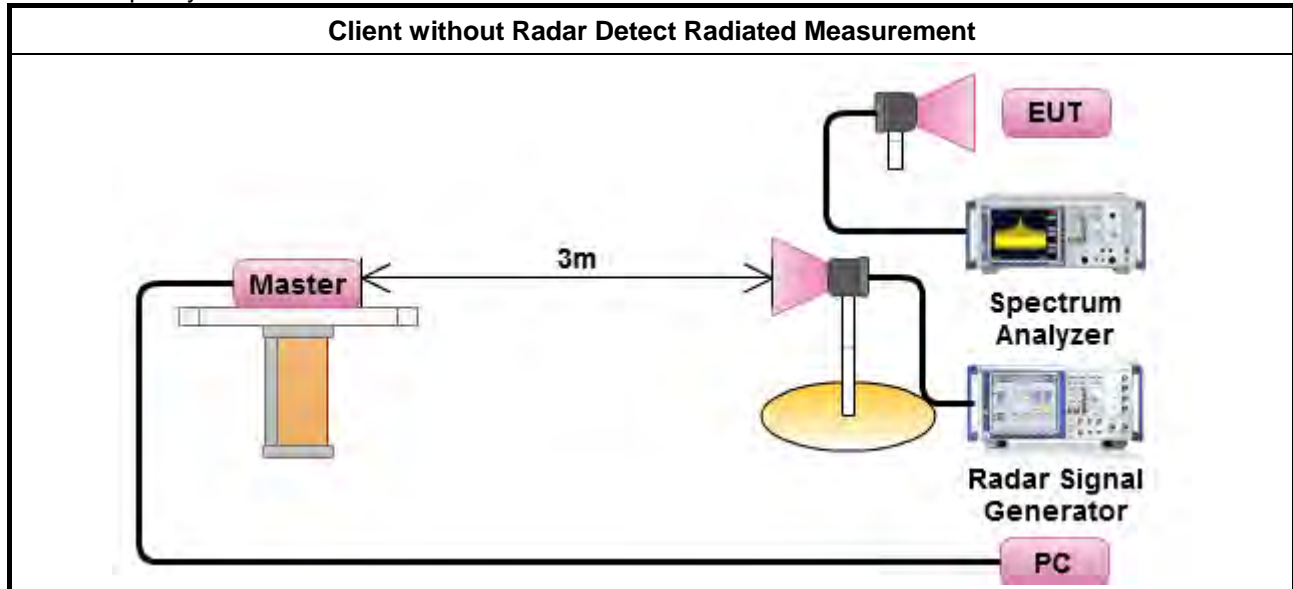 Client without Radar Detect Radiated Measurement
EUT
3m
Master
Spectrum
Analyzer
Radar Signal
Generator
PC